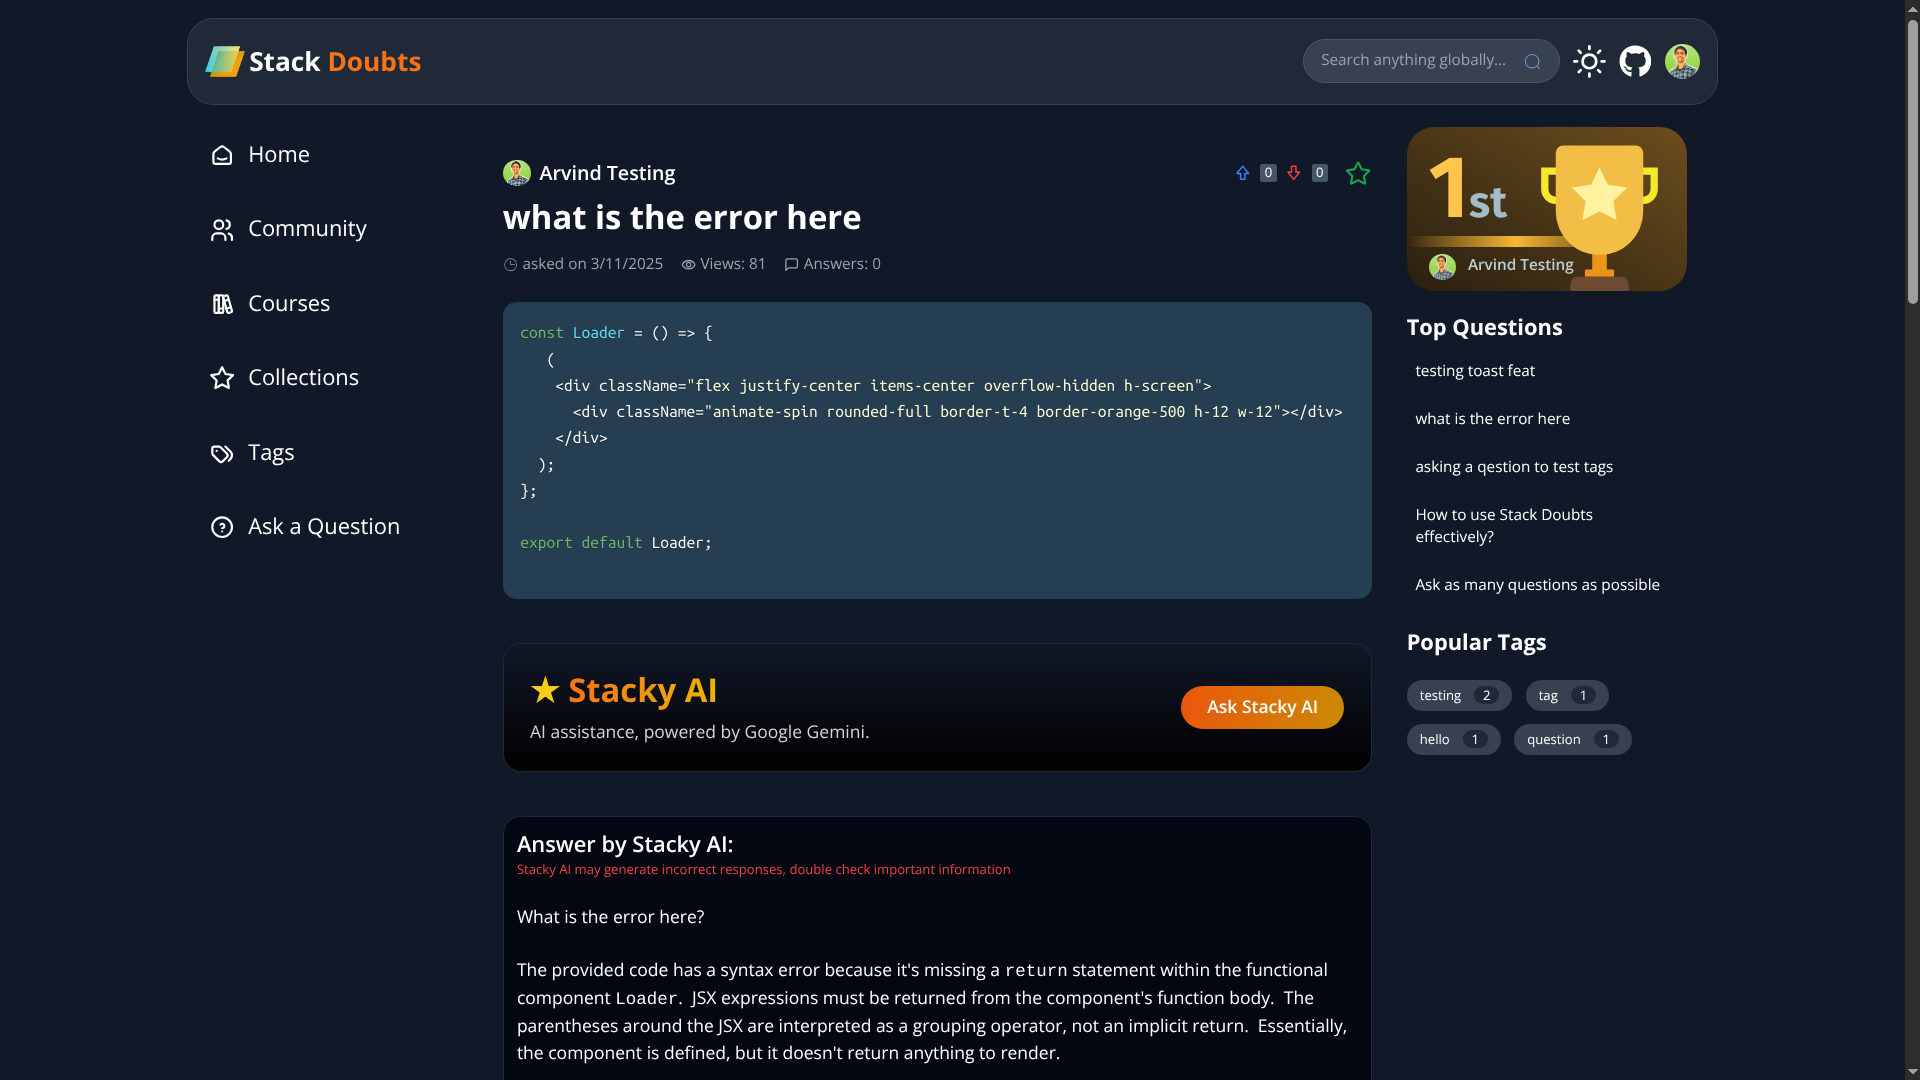 Stack Doubts
Search anything globally...
Home
Community
Courses
Collections
Tags
Ask a Question
Arvind Testing
0
0
what is the error here
asked on 3/11/2025
Views: 81
Answers: 0
const Loader = () => {
(
<div className="flex justify-center items-center overflow-hidden h-screen">
<div className="animate-spin rounded-full border-t-4 border-orange-500 h-12 w-12"></div>
</div>
);
};
export default Loader;
★ Stacky AI
AI assistance, powered by Google Gemini.
Ask Stacky AI
Answer by Stacky AI:
Stacky AI may generate incorrect responses, double check important information
What is the error here?
The provided code has a syntax error because it's missing a return statement within the functional
component Loader.  JSX expressions must be returned from the component's function body.  The
parentheses around the JSX are interpreted as a grouping operator, not an implicit return.  Essentially,
the component is defined, but it doesn't return anything to render.
1st
Arvind Testing
Top Questions
testing toast feat
what is the error here
asking a qestion to test tags
How to use Stack Doubts
effectively?
Ask as many questions as possible
Popular Tags
testing 2
tag 1
hello 1
question 1